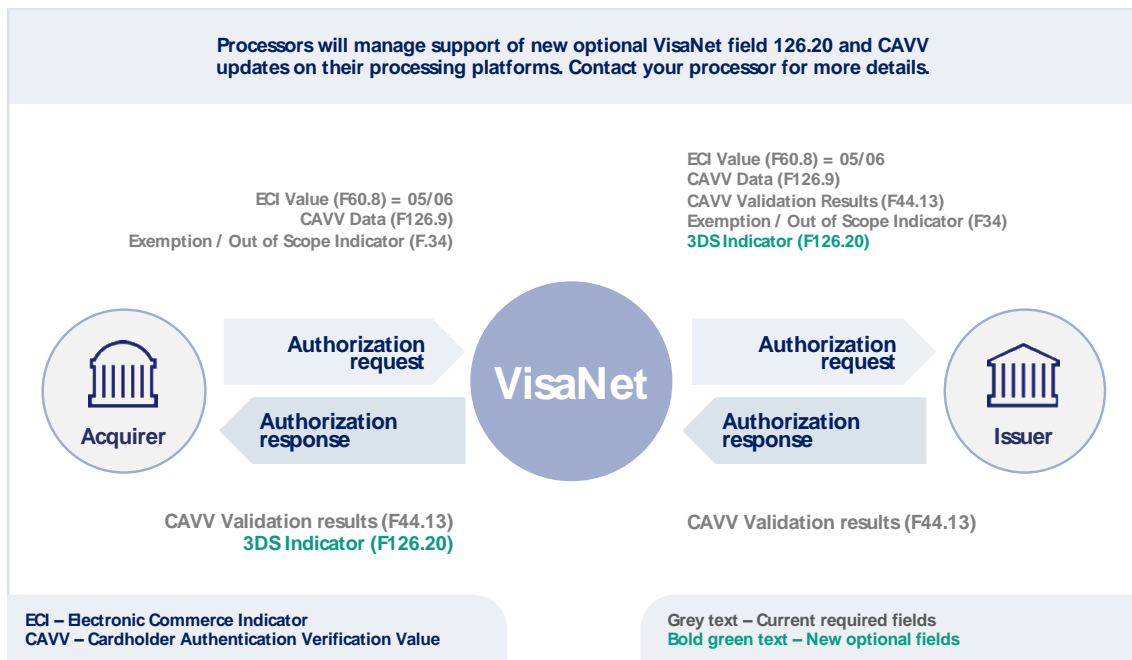 Processors will manage support of new optional VisaNet field 126.20 and CAVV
updates on their processing platforms. Contact your processor for more details.
ECI Value (F60.8) = 05/06
CAVV Data (F126.9)
Exemption / Out of Scope Indicator (F.34)
ECI Value (F60.8) = 05/06
CAVV Data (F126.9)
CAVV Validation Results (F44.13)
Exemption / Out of Scope Indicator (F34)
3DS Indicator (F126.20)
Acquirer
Authorization
request
Authorization
response
VisaNet
Authorization
request
Authorization
response
Issuer
CAVV Validation results (F44.13)
3DS Indicator (F126.20)
CAVV Validation results (F44.13)
ECI – Electronic Commerce Indicator
CAVV – Cardholder Authentication Verification Value
Grey text – Current required fields
Bold green text – New optional fields